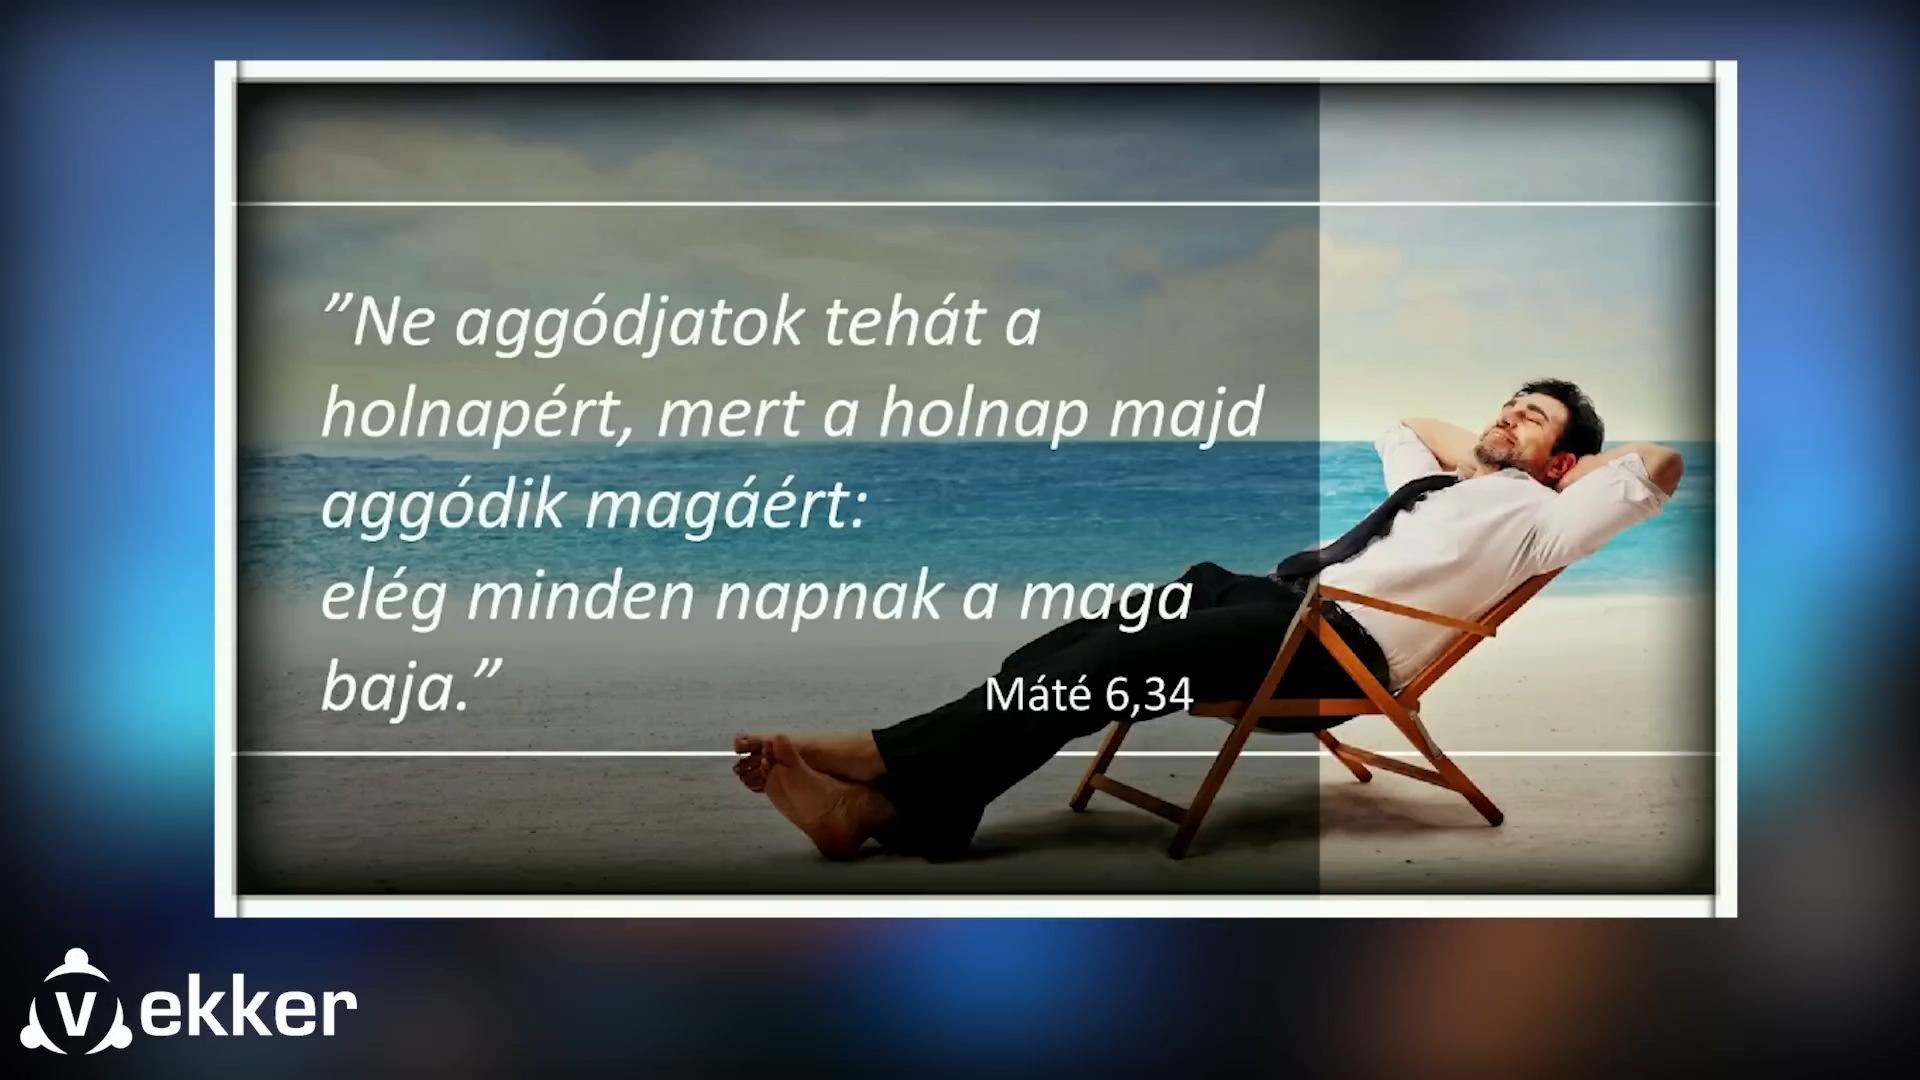 ”Ne aggódjatok tehát a
holnapért, mert a holnap majd
aggódik magáért:
elég minden napnak a maga
baja.”
Máté 6,34
vekker